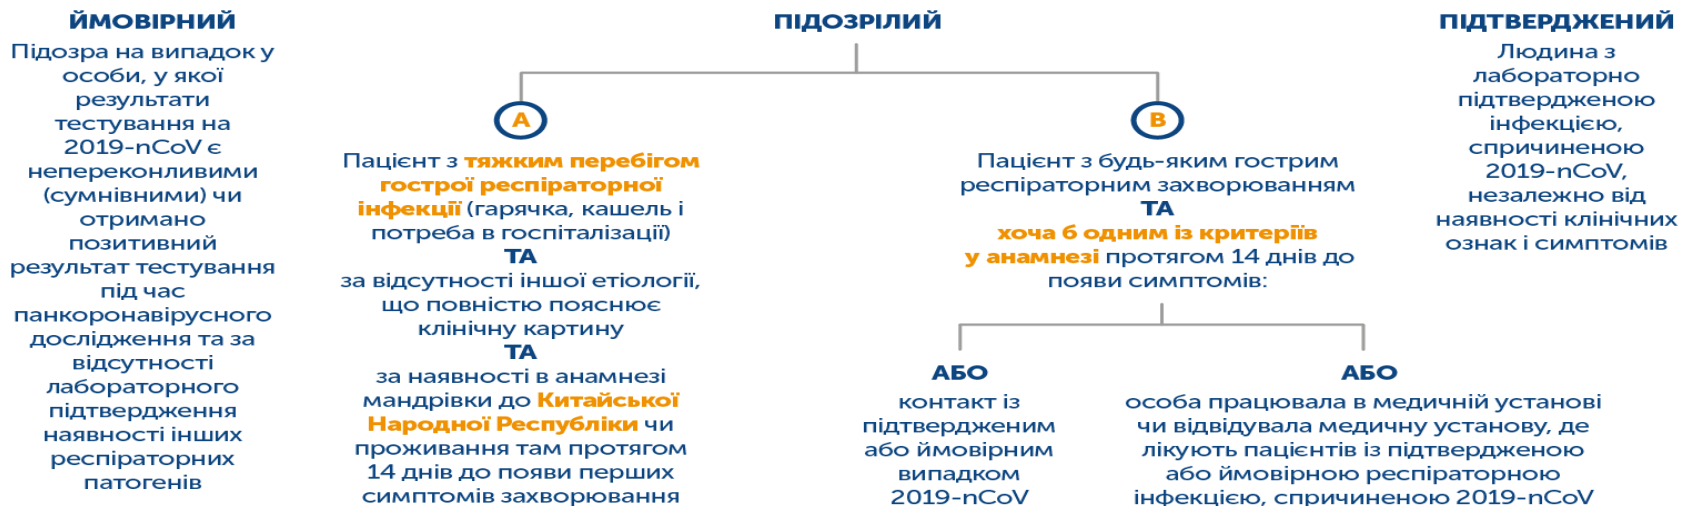 ЙМОВІРНИЙ
Підозра на випадок у
особи, у якої
результати
тестування на
2019-nCoV є
непереконливими
(сумнівними) чи
отримано
позитивний
результат тестування
під час
панкоронавірусного
дослідження та за
відсутності
лабораторного
підтвердження
наявності інших
респіраторних
патогенів
ПІДОЗРІЛИЙ
А
Пацієнт з тяжким перебігом
гострої респіраторної
інфекції (гарячка, кашель і
потреба в госпіталізації)
ТА
за відсутності іншої етіології,
що повністю пояснює
клінічну картину
ТА
за наявності в анамнезі
мандрівки до Китайської
Народної Республіки чи
проживання там протягом
14 днів до появи перших
симптомів захворювання
В
Пацієнт з будь-яким гострим
респіраторним захворюванням
ТА
хоча б одним із критеріїв
у анамнезі протягом 14 днів до
появи симптомів:
АБО
контакт із
підтвердженим
або ймовірним
випадком
2019-nCoV
АБО
особа працювала в медичній установі
чи відвідувала медичну установу, де
лікують пацієнтів із підтвердженою
або ймовірною респіраторною
інфекцією, спричиненою 2019-nCoV
ПІДТВЕРДЖЕНИЙ
Людина з
лабораторно
підтвердженою
інфекцією,
спричиненою
2019-nCoV,
незалежно від
наявності клінічних
ознак і симптомів